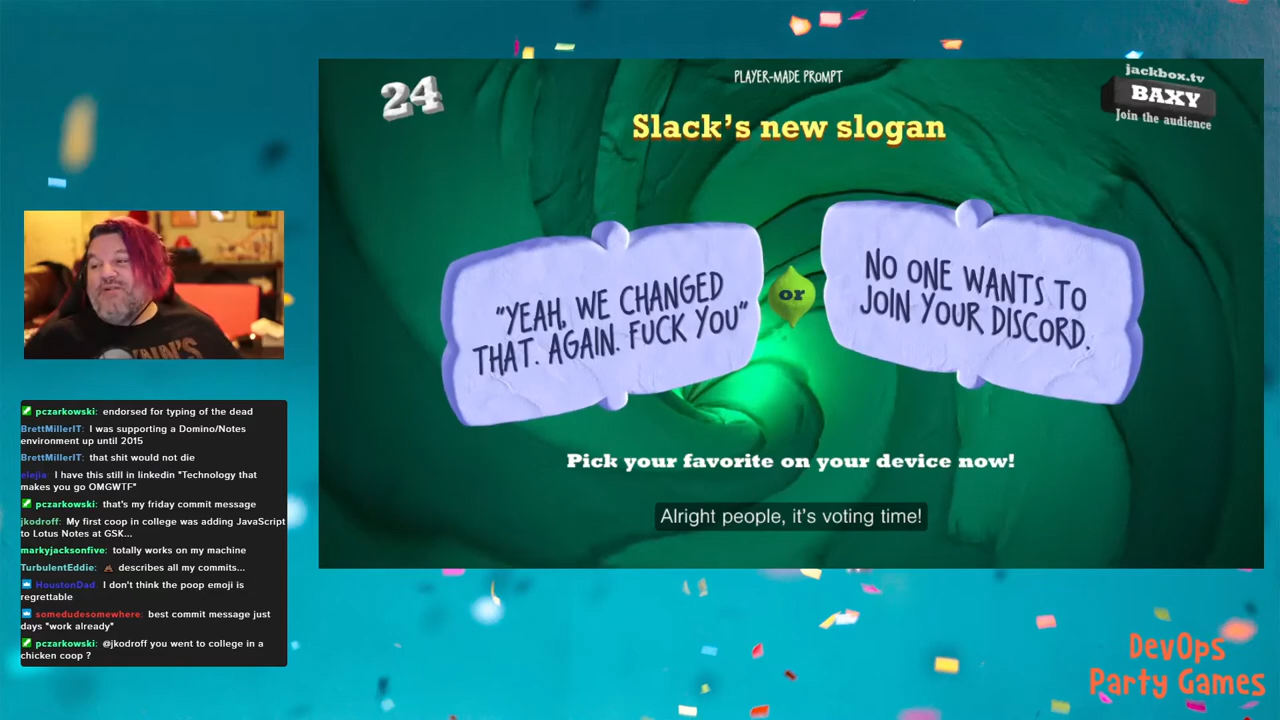 PLAYER-MADE PROMPT
24
jackbox.tv
BAXY
Join the audience
Slack's new slogan
"YEAH, WE CHANGED
THAT. AGAIN. FUCK YOU"
or
NO ONE WANTS TO
JOIN YOUR DISCORD.
Pick your favorite on your device now!
Alright people, it's voting time!
pczarkowski: endorsed for typing of the dead
BrettMillerIT: I was supporting a Domino/Notes
environment up until 2015
BrettMillerIT: that shit would not die
elejia: I have this still in linkedin "Technology that
makes you go OMGWTF"
pczarkowski: that's my friday commit message
jkodroff: My first coop in college was adding JavaScript
to Lotus Notes at GSK...
markyjacksonfive: totally works on my machine
TurbulentEddie: 💩 describes all my commits...
HoustonDad: I don't think the poop emoji is
regrettable
somedudesomewhere: best commit message just
days "work already"
pczarkowski: @jkodroff you went to college in a
chicken coop ?
DevOps
Party Games